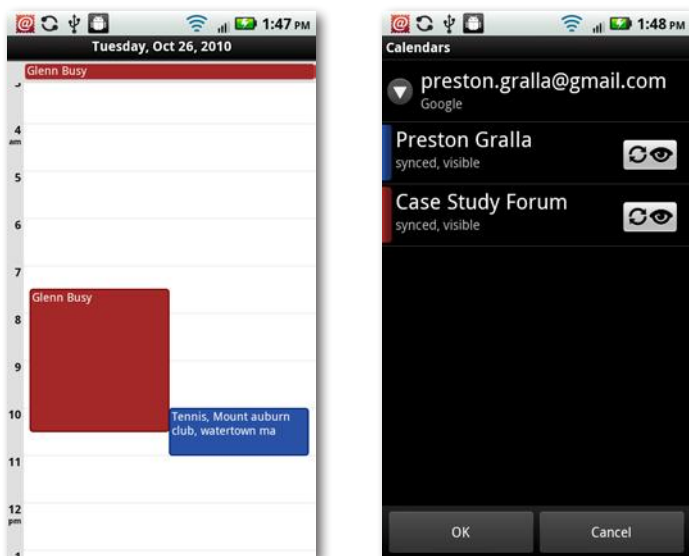 1:47 PM
Tuesday, Oct 26, 2010
Glenn Busy
3
4
am
5
6
7
Glenn Busy
8
9
10
Tennis, Mount auburn
club, watertown ma
11
12
pm
1
1:48 PM
Calendars
preston.gralla@gmail.com
Google
Preston Gralla
synced, visible
Case Study Forum
synced, visible
OK
Cancel